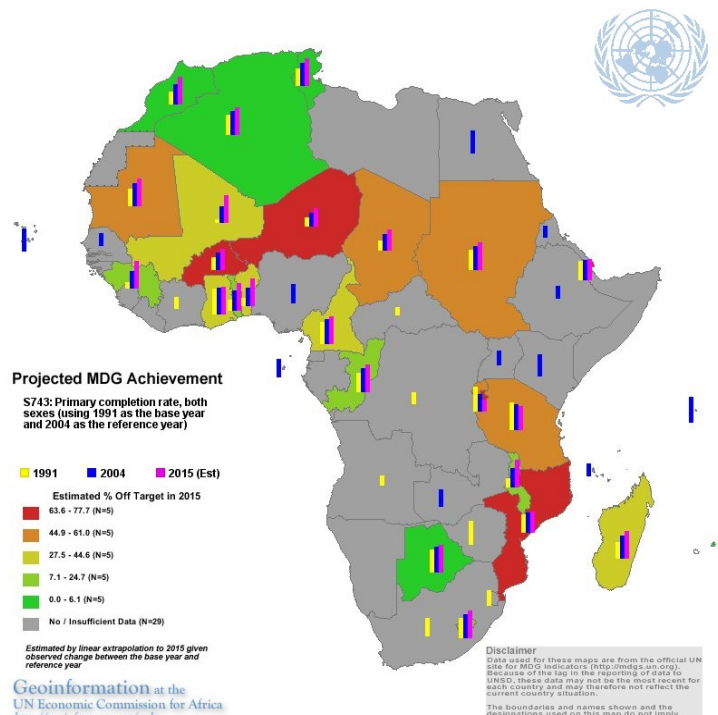 Projected MDG Achievement
S743: Primary completion rate, both
sexes (using 1991 as the base year
and 2004 as the reference year)
1991 2004 2015 (Est)
Estimated % Off Target in 2015
63.6 - 77.7 (N=5)
44.9 - 61.0 (N=5)
27.5 - 44.6 (N=5)
7.1 - 24.7 (N=5)
0.0 - 6.1 (N=5)
No / Insufficient Data (N=29)
Estimated by linear extrapolation to 2015 given
observed change between the base year and
reference year
Geoinformation at the
UN Economic Commission for Africa
Disclaimer
Data used for these maps are from the official UN
site for MDG Indicators (http://mdgs.un.org).
Because of the lag in the reporting of data to
UNSD, these data may not be the most recent for
each country and may therefore not reflect the
current country situation.
The boundaries and names shown and the
designations used on this map do not imply